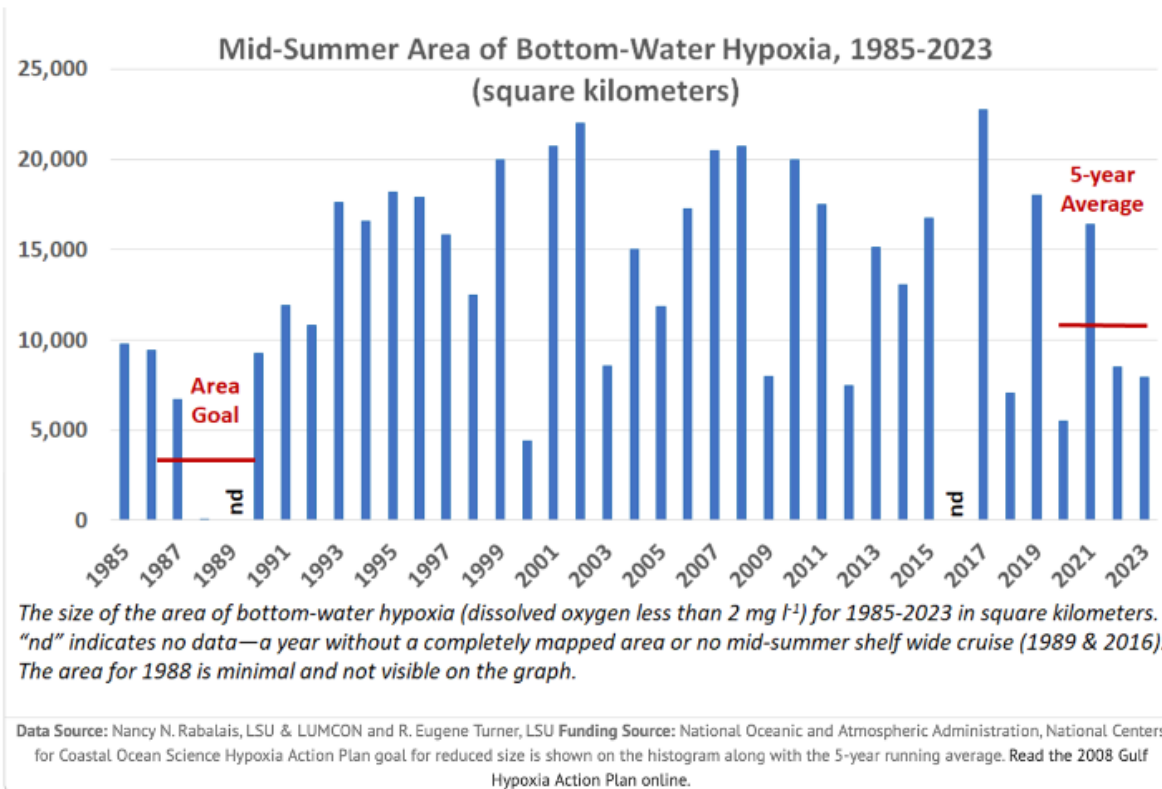 Mid-Summer Area of Bottom-Water Hypoxia, 1985-2023
(square kilometers)
25,000
20,000
15,000
10,000
5,000
0
5-year
Average
Area
Goal
nd
nd
1985
1987
1989
1991
1993
1995
1997
1999
2001
2003
2005
2007
2009
2011
2013
2015
2017
2019
2021
2023
The size of the area of bottom-water hypoxia (dissolved oxygen less than 2 mg l-1) for 1985-2023 in square kilometers.
“nd” indicates no data—a year without a completely mapped area or no mid-summer shelf wide cruise (1989 & 2016)
The area for 1988 is minimal and not visible on the graph.
Data Source: Nancy N. Rabalais, LSU & LUMCON and R. Eugene Turner, LSU Funding Source: National Oceanic and Atmospheric Administration, National Centers
for Coastal Ocean Science Hypoxia Action Plan goal for reduced size is shown on the histogram along with the 5-year running average. Read the 2008 Gulf
Hypoxia Action Plan online.